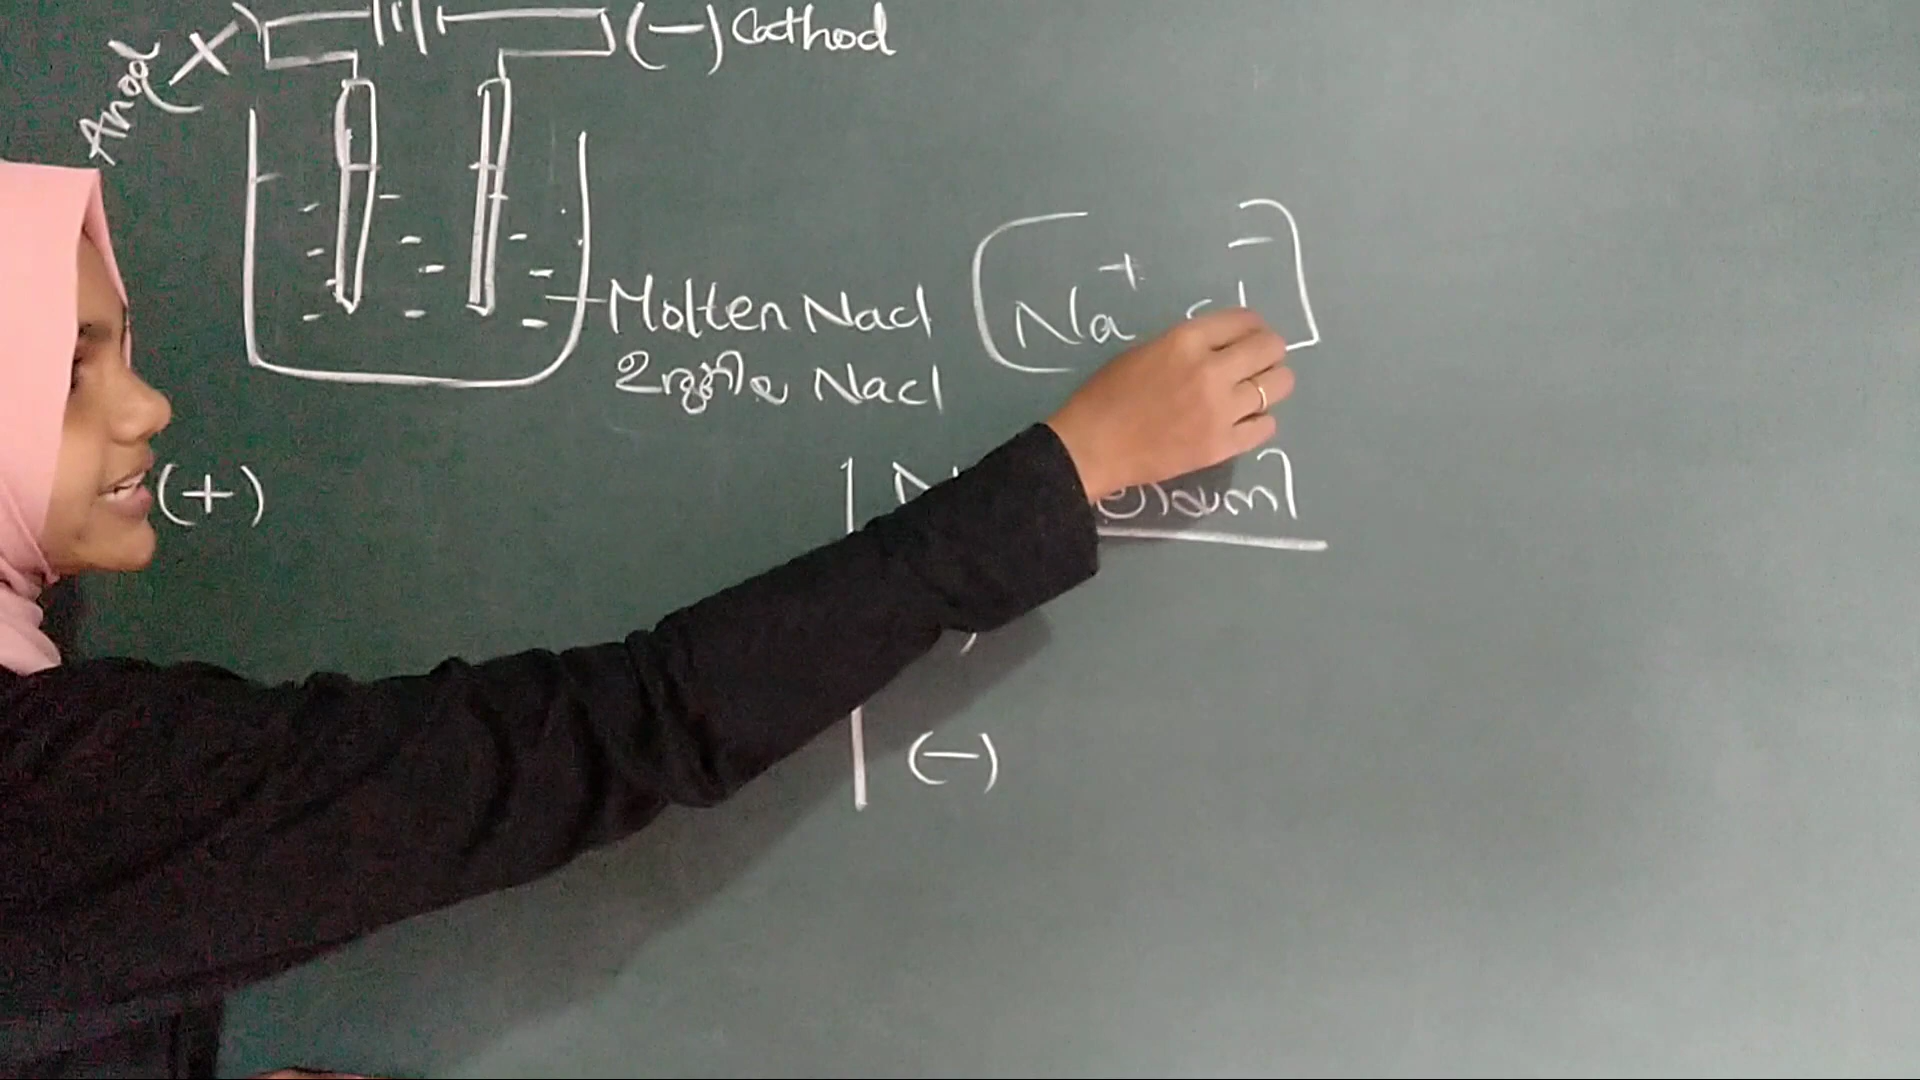 (-) Cathod
Anod
Molten Nacl
ഉരുകിയ Nacl
Na+ cl-
(+)
(-)